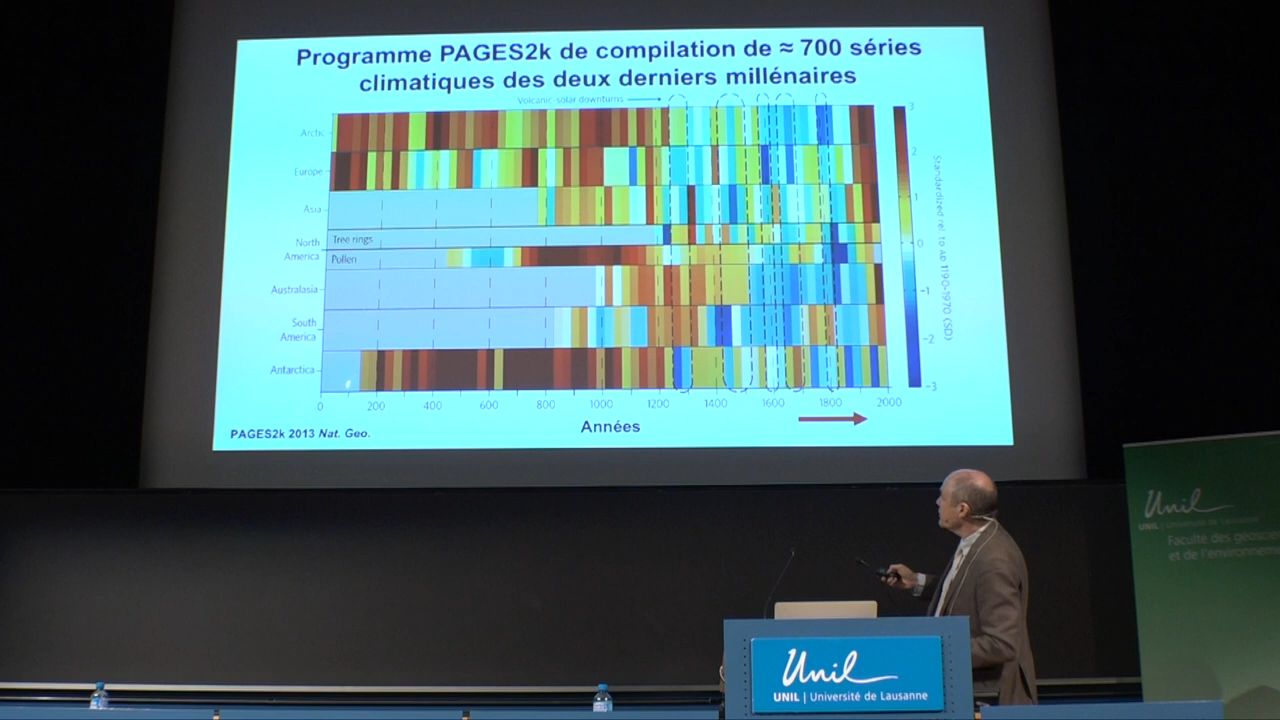 Programme PAGES2k de compilation de ≈ 700 séries
climatiques des deux derniers millénaires
Volcanic-solar downturns
Arctic
Europe
Asia
North
America
Tree rings
Pollen
Australasia
South
America
Antarctica
3
2
1
0
−1
−2
−3
Standardized rel. to AD 1190-1970 (SD)
0 200 400 600 800 1000 1200 1400 1600 1800 2000
Années
PAGES2k 2013 Nat. Geo.
Unil
UNIL | Université de Lausanne
Faculté des géoscie
et de l'environneme
Unil
UNIL | Université de Lausanne